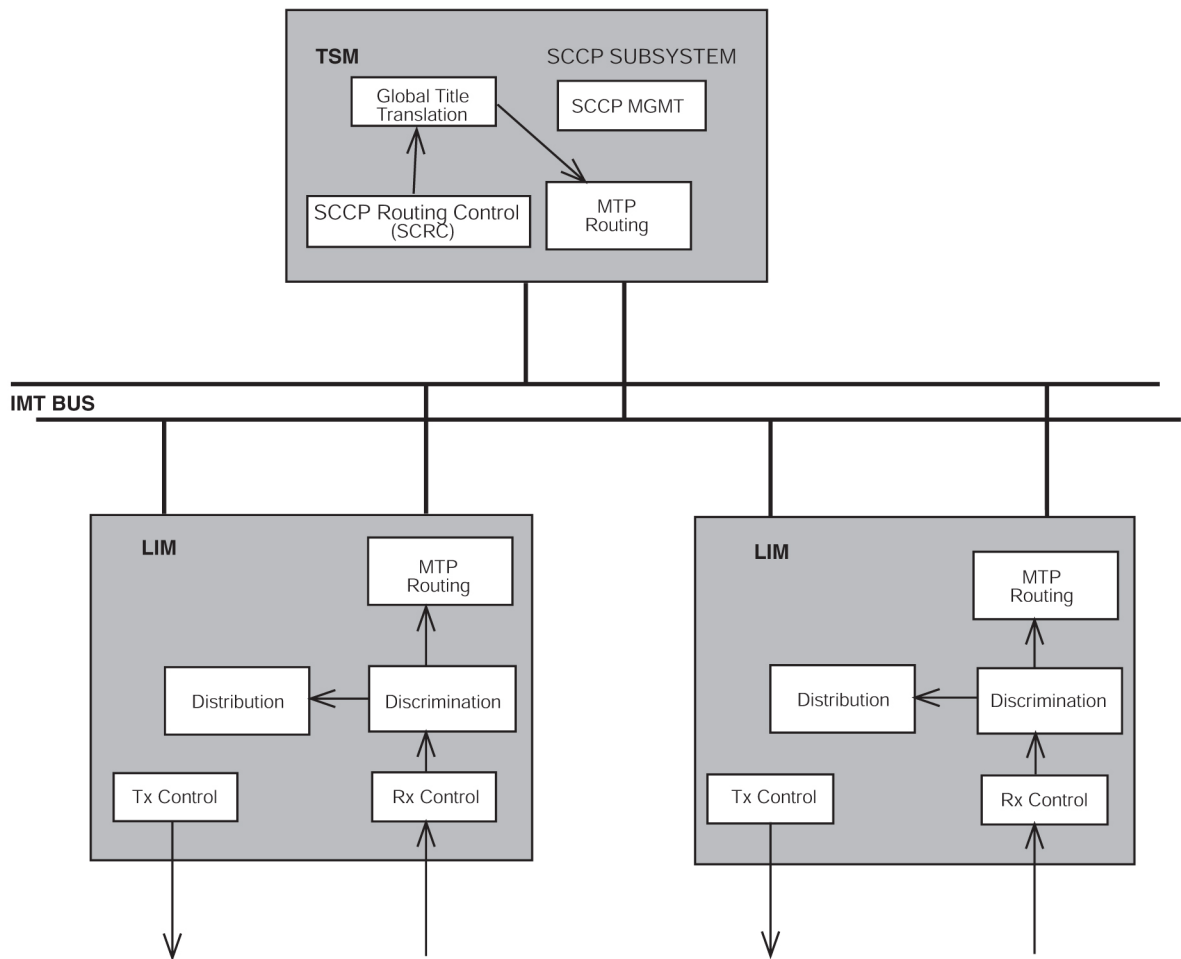 TSM
SCCP SUBSYSTEM
Global Title
Translation
SCCP MGMT
SCCP Routing Control
(SCRC)
MTP
Routing
IMT BUS
LIM
MTP
Routing
Distribution
Discrimination
Tx Control
Rx Control
LIM
MTP
Routing
Distribution
Discrimination
Tx Control
Rx Control